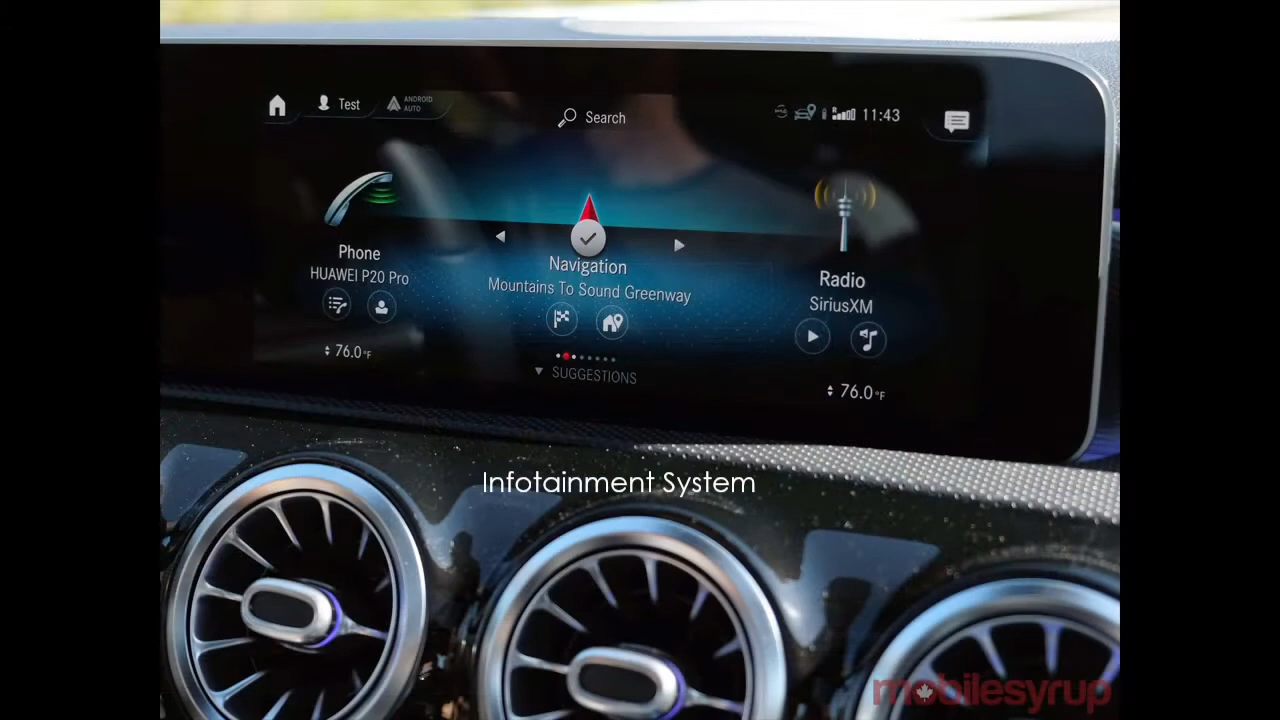 Test
ANDROID
AUTO
Search
11:43
Phone
HUAWEI P20 Pro
76.0°F
Navigation
Mountains To Sound Greenway
SUGGESTIONS
Radio
SiriusXM
76.0°F
Infotainment System
mobilesyrup